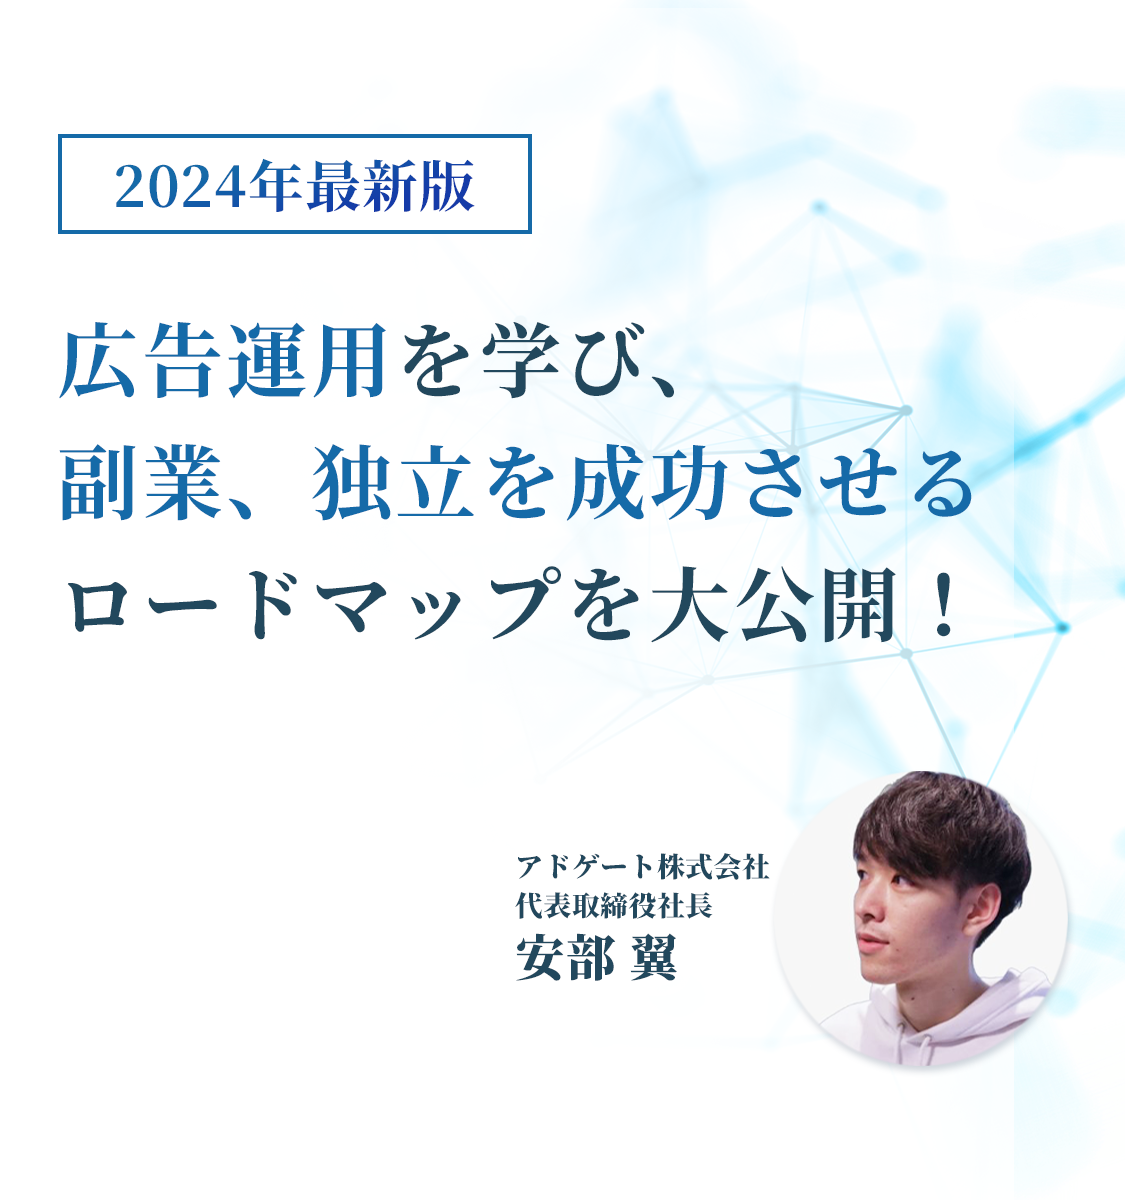 2024年最新版
広告運用を学び、
副業、独立を成功させる
ロードマップを大公開！
アドゲート株式会社
代表取締役社長
安部 翼